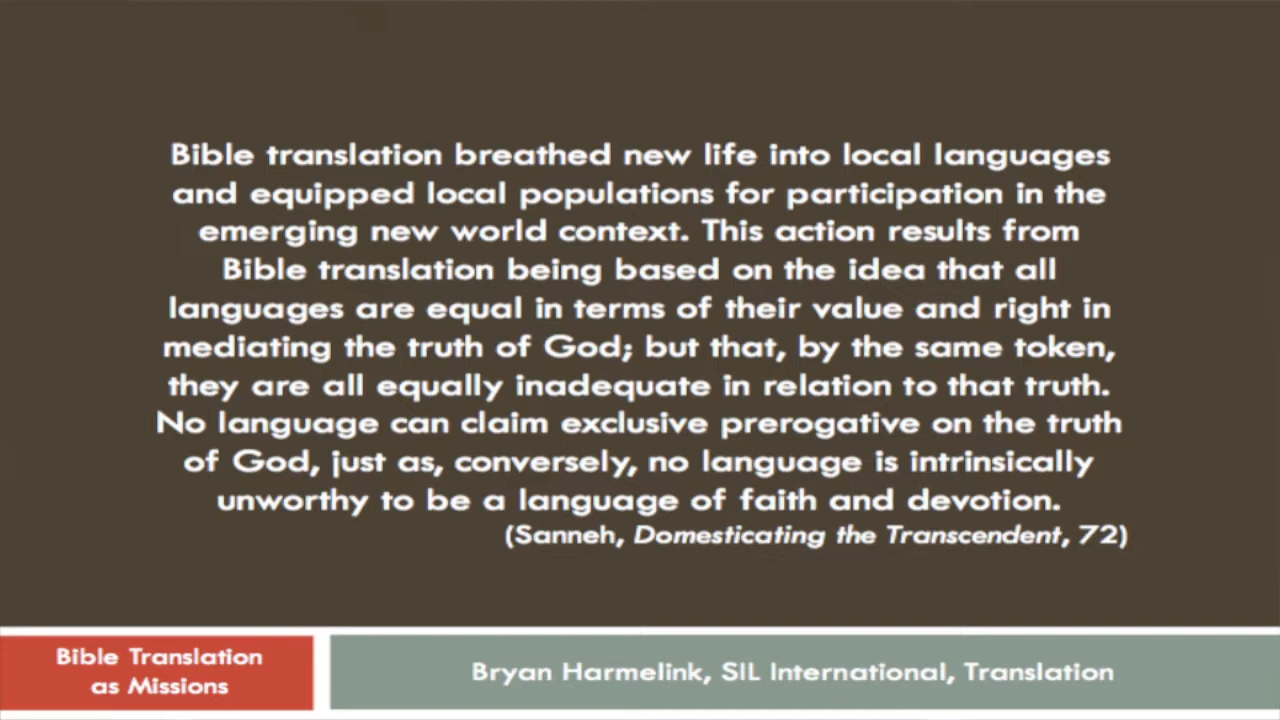 Bible translation breathed new life into local languages
and equipped local populations for participation in the
emerging new world context. This action results from
Bible translation being based on the idea that all
languages are equal in terms of their value and right in
mediating the truth of God; but that, by the same token,
they are all equally inadequate in relation to that truth.
No language can claim exclusive prerogative on the truth
of God, just as, conversely, no language is intrinsically
unworthy to be a language of faith and devotion.
(Sanneh, Domesticating the Transcendent, 72)
Bible Translation
as Missions
Bryan Harmelink, SIL International, Translation